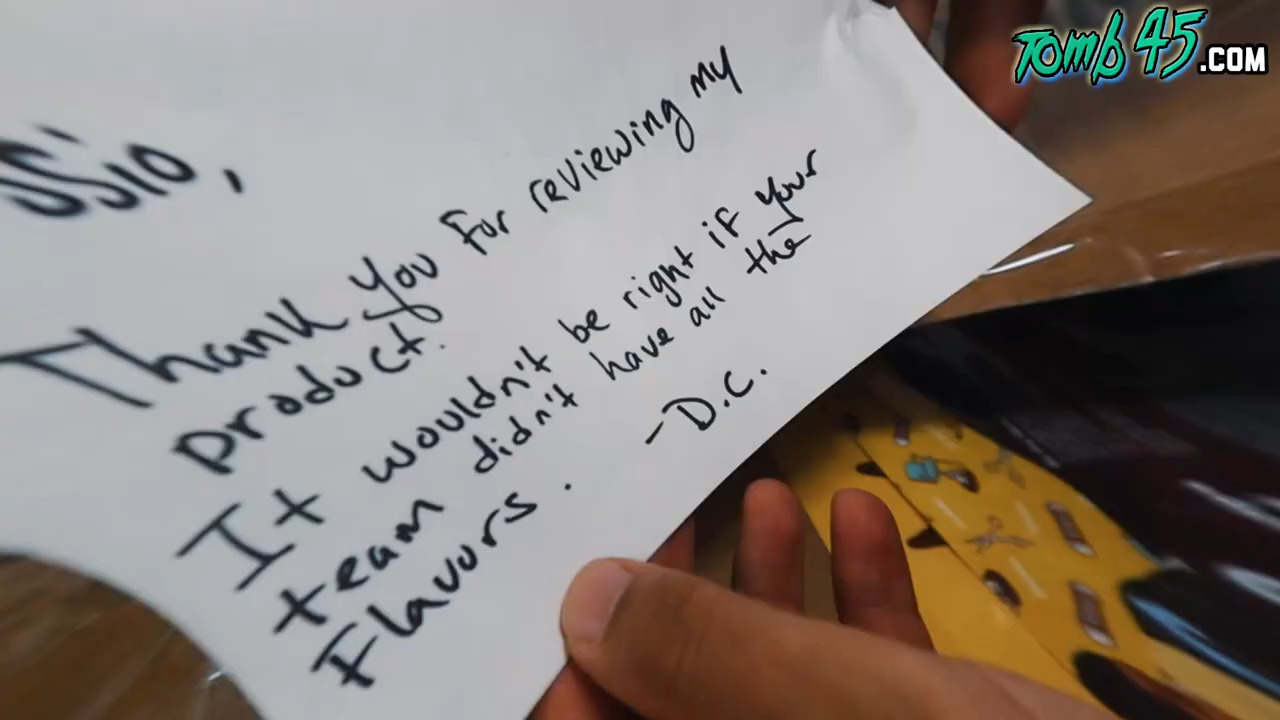 Tomb45.COM
ssio,
Thank you for reviewing my
product.
It wouldn't be right if your
team didn't have all the
Flavors.
-D.C.